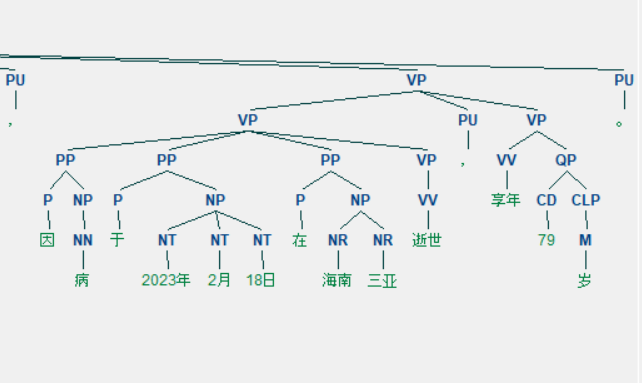 PU VP PU
， VP PU VP 。
PP PP PP VP ， VV QP
P NP P NP P NP VV 享年 CD CLP
因 NN 于 NT NT NT 在 NR NR 逝世 79 M
病 2023年 2月 18日 海南 三亚 岁